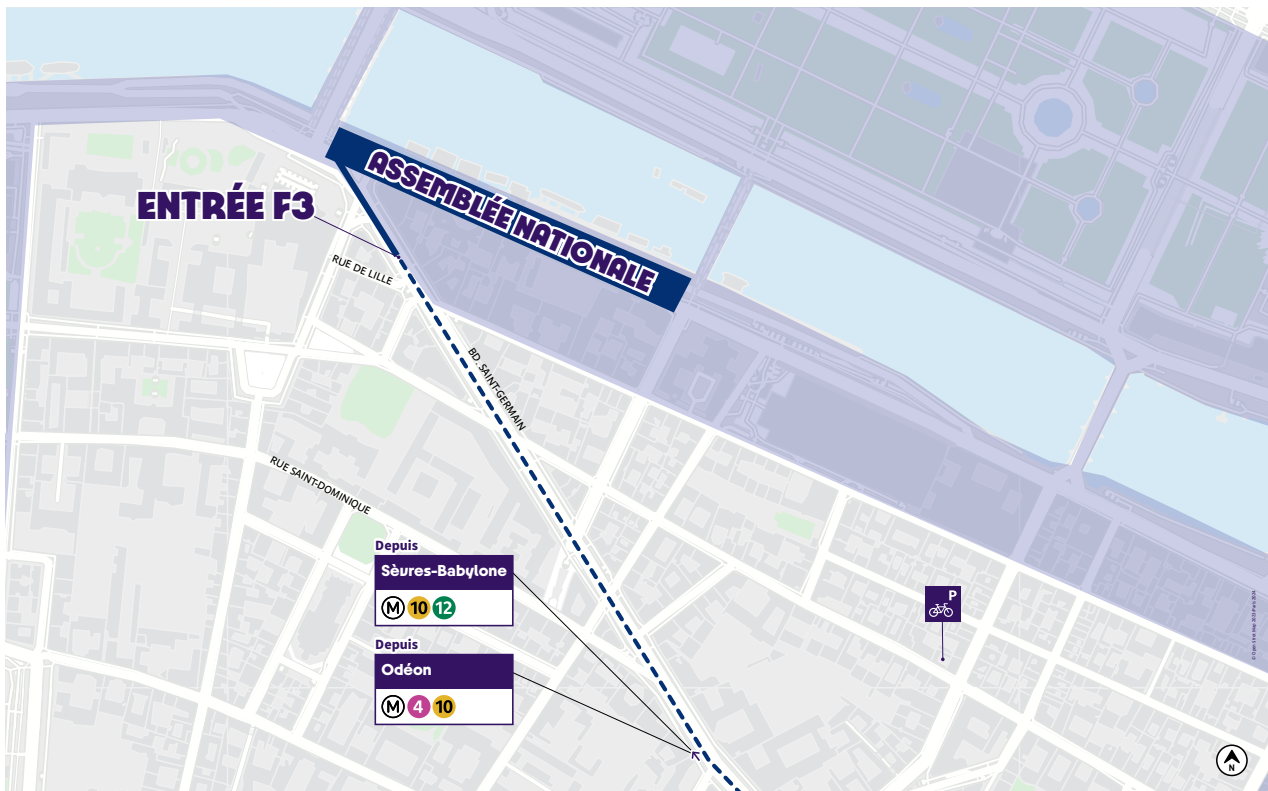 ASSEMBLÉE NATIONALE
ENTRÉE F3
RUE DE LILLE
BD. SAINT-GERMAIN
RUE SAINT-DOMINIQUE
Depuis
Sèvres-Babylone
M 10 12
Depuis
Odéon
M 4 10
P
N